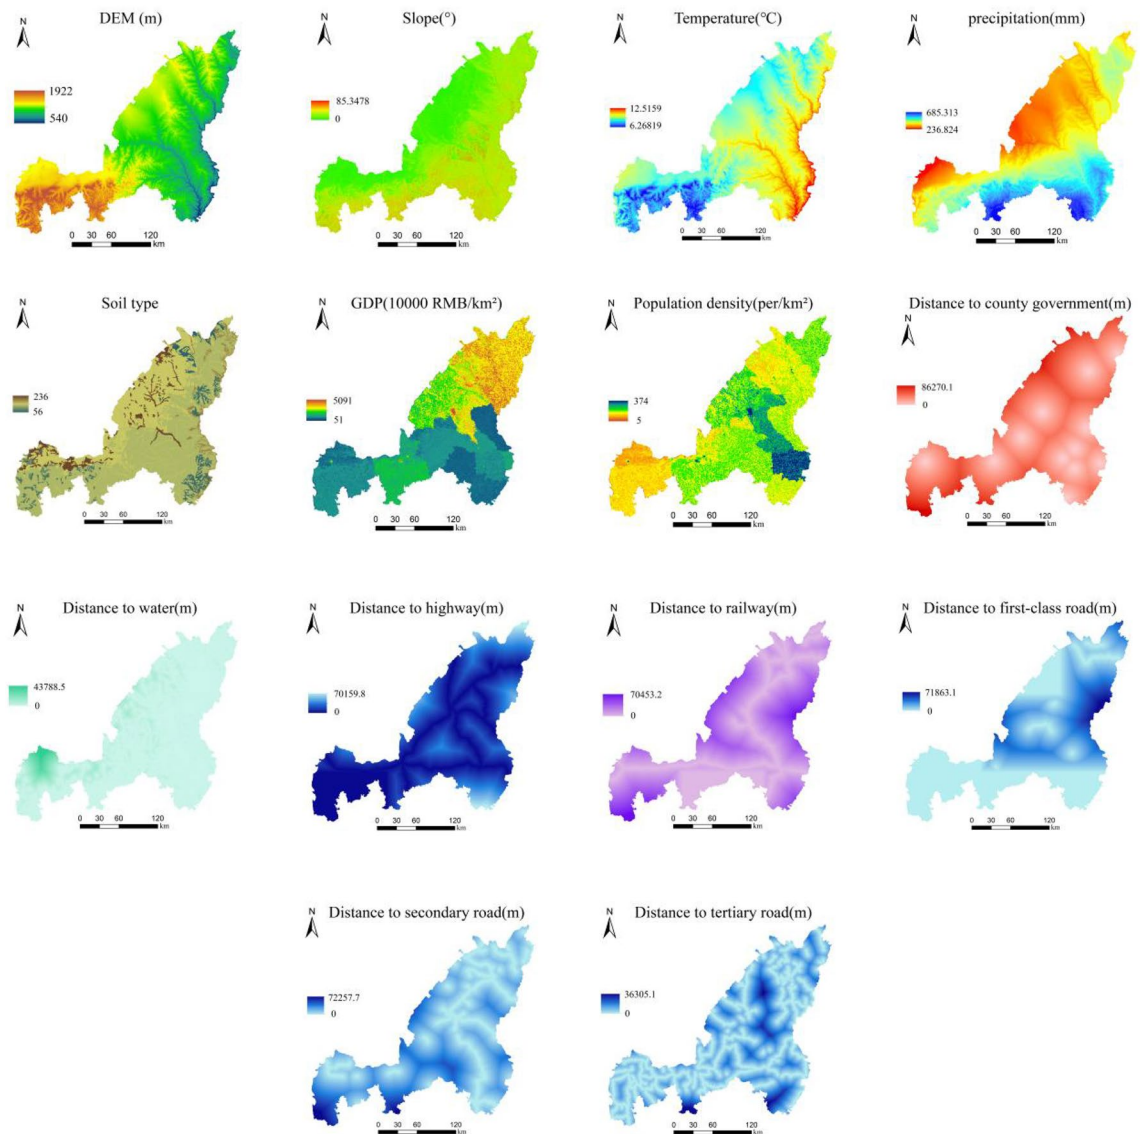 DEM (m)
N
1922
540
0 30 60 120
km
Slope(°)
N
85.3478
0
0 30 60 120
km
Temperature(°C)
N
12.5159
6.26819
0 30 60 120
km
precipitation(mm)
N
685.313
236.824
0 30 60 120
km
Soil type
N
236
56
0 30 60 120
km
GDP(10000 RMB/km²)
N
5091
51
0 30 60 120
km
Population density(per/km²)
N
374
5
0 30 60 120
km
Distance to county government(m)
N
86270.1
0
0 30 60 120
km
Distance to water(m)
N
43788.5
0
0 30 60 120
km
Distance to highway(m)
N
70159.8
0
0 30 60 120
km
Distance to railway(m)
N
70453.2
0
0 30 60 120
km
Distance to first-class road(m)
N
71863.1
0
0 30 60 120
km
Distance to secondary road(m)
N
72257.7
0
0 30 60 120
km
Distance to tertiary road(m)
N
36305.1
0
0 30 60 120
km